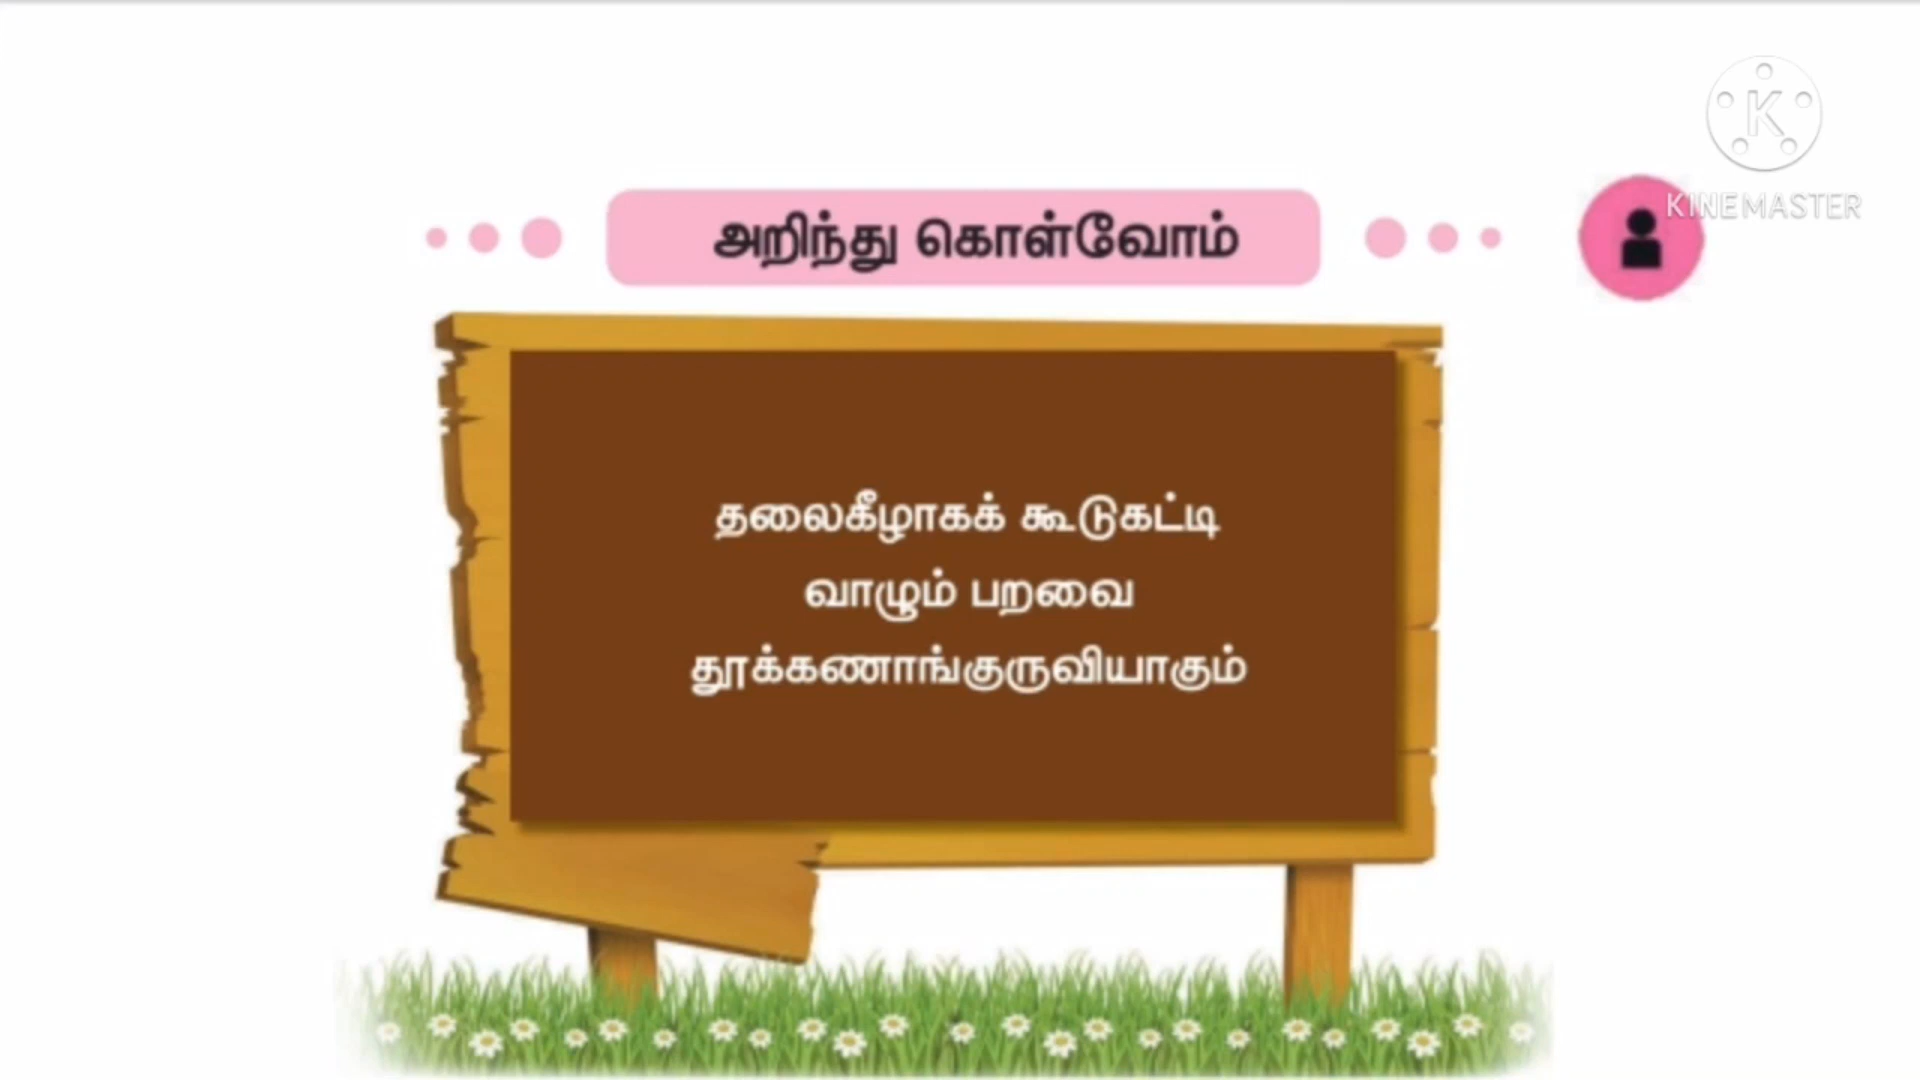 அறிந்து கொள்வோம்
KINEMASTER
தலைகீழாகக் கூடுகட்டி
வாழும் பறவை
தூக்கணாங்குருவியாகும்